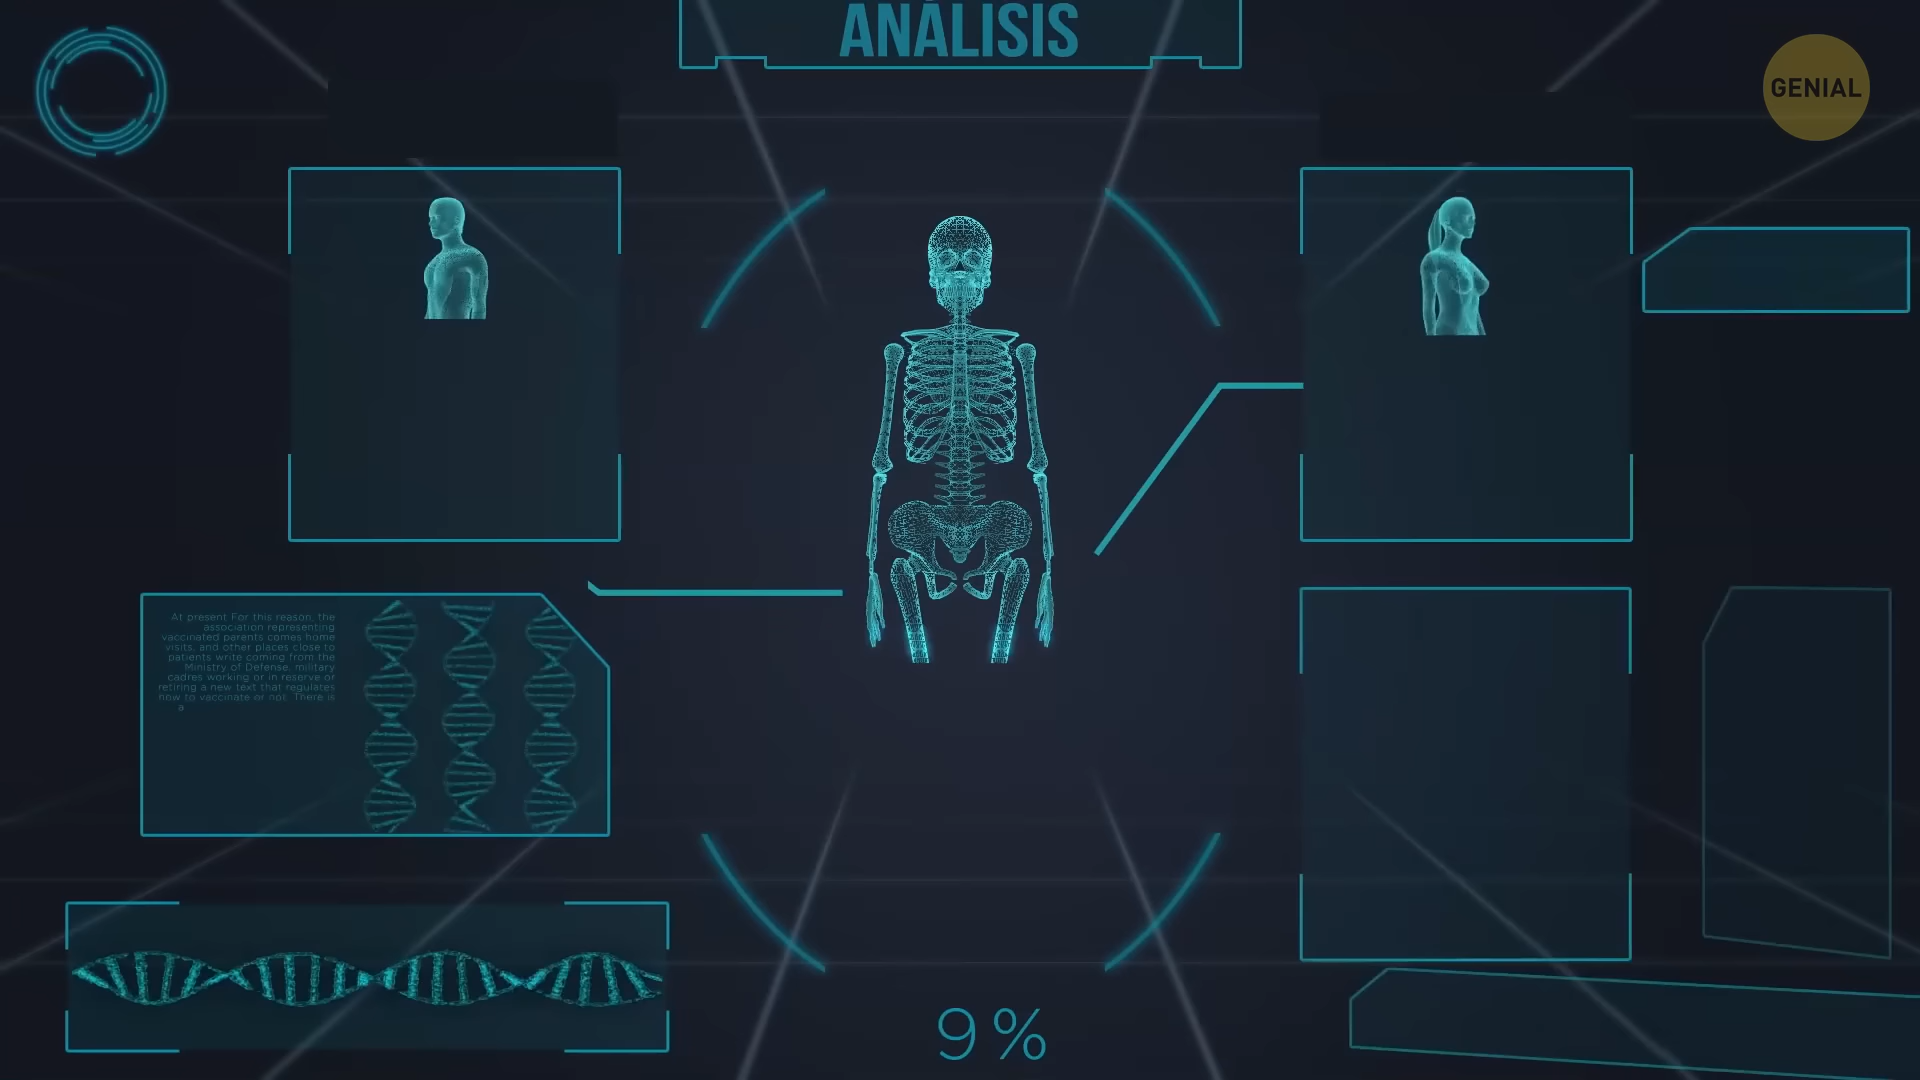 ANÁLISIS
GENIAL
At present For this reason, the
association representing
vaccinated parents comes home
visits, and other places close to
patients write coming from the
Ministry of Defense, military
cadres working or in reserve or
retiring a new text that regulates
how to vaccinate or not. There is
a
9%